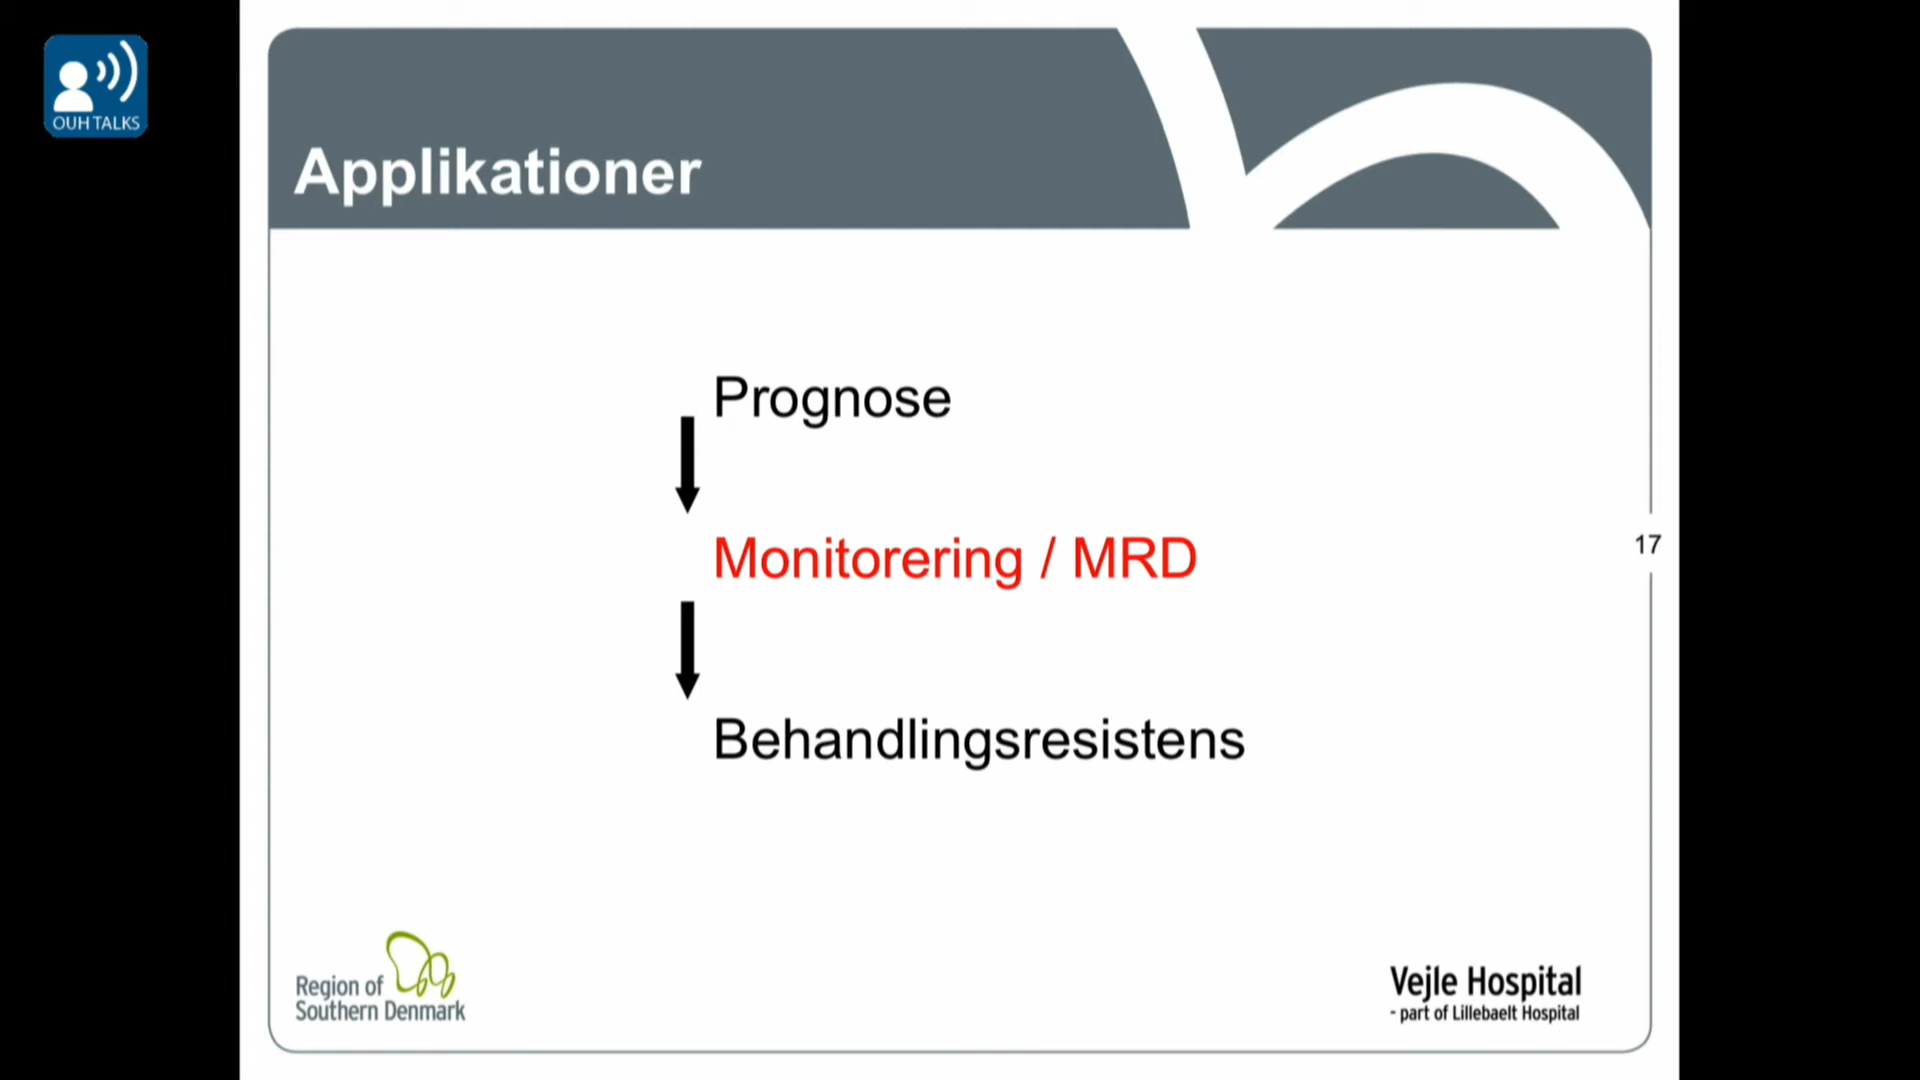 OUH TALKS
Applikationer
Prognose
Monitorering / MRD
17
Behandlingsresistens
Region of
Southern Denmark
Vejle Hospital
- part of Lillebaelt Hospital